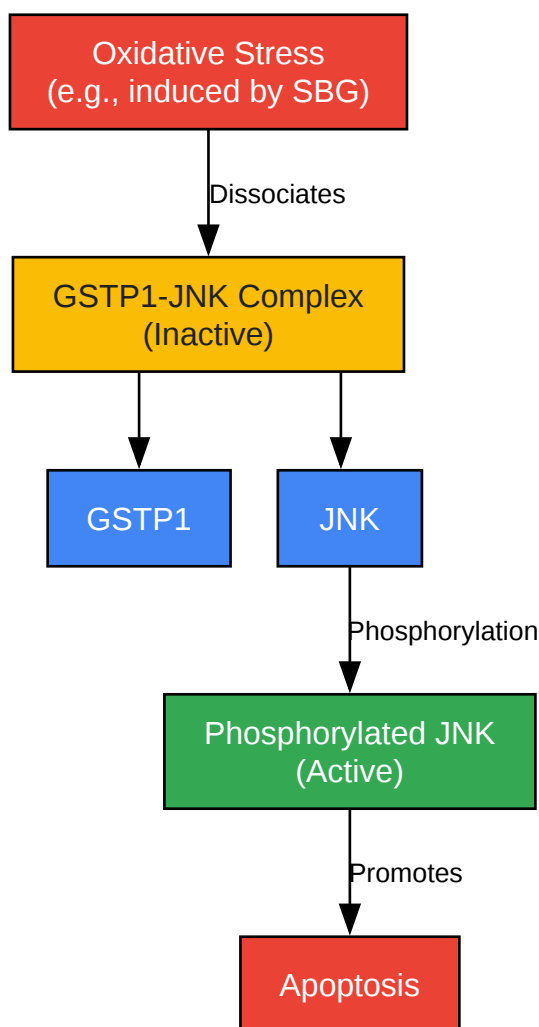 Oxidative Stress
(e.g., induced by SBG)
Dissociates
GSTP1-JNK Complex
(Inactive)
GSTP1
JNK
Phosphorylation
Phosphorylated JNK
(Active)
Promotes
Apoptosis